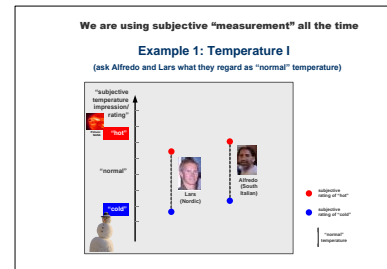 We are using subjective “measurement” all the time
Example 1: Temperature I
(ask Alfredo and Lars what they regard as “normal” temperature)
“subjective
temperature
impression/
rating”
“hot”
“normal”
“cold”
Lars
(Nordic)
Alfredo
(South
Italian)
subjective
rating of “hot”
subjective
rating of “cold”
“normal”
temperature